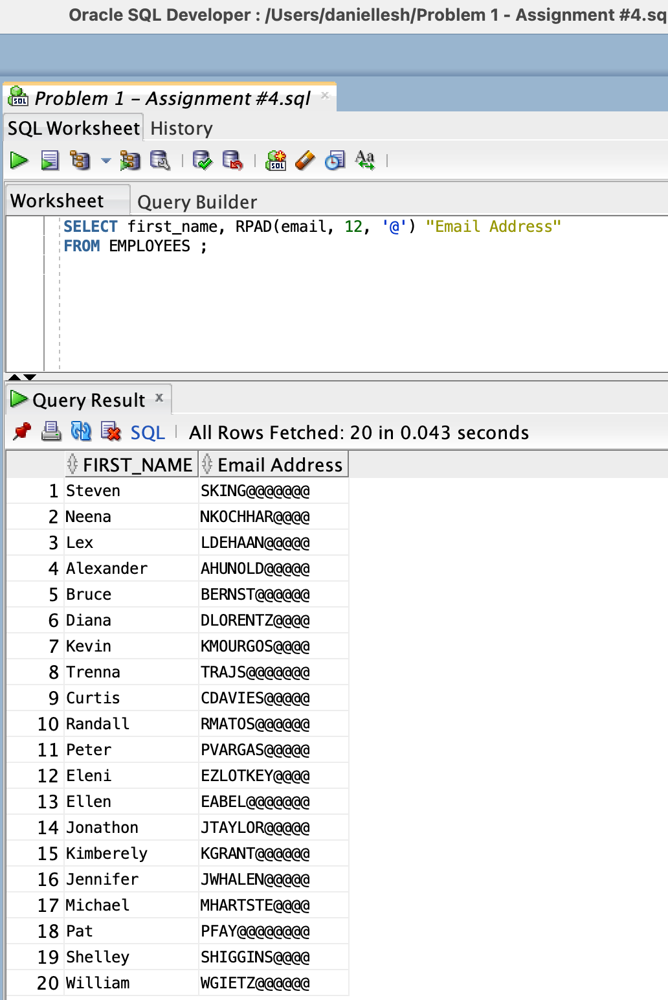 Oracle SQL Developer : /Users/daniellesh/Problem 1 - Assignment #4.sq
Problem 1 – Assignment #4.sql
SQL Worksheet History
Worksheet Query Builder
SELECT first_name, RPAD(email, 12, '@') "Email Address"
FROM EMPLOYEES ;
Query Result
SQL All Rows Fetched: 20 in 0.043 seconds
FIRST_NAME Email Address
1 Steven SKING@@@@@@@
2 Neena NKOCHHAR@@@@
3 Lex LDEHAAN@@@@@
4 Alexander AHUNOLD@@@@@
5 Bruce BERNST@@@@@@
6 Diana DLORENTZ@@@@
7 Kevin KMOURGOS@@@@
8 Trenna TRAJS@@@@@@@
9 Curtis CDAVIES@@@@@
10 Randall RMATOS@@@@@@
11 Peter PVARGAS@@@@@
12 Eleni EZLOTKEY@@@@
13 Ellen EABEL@@@@@@@
14 Jonathon JTAYLOR@@@@@
15 Kimberely KGRANT@@@@@@
16 Jennifer JWHALEN@@@@@
17 Michael MHARTSTE@@@@
18 Pat PFAY@@@@@@@@
19 Shelley SHIGGINS@@@@
20 William WGIETZ@@@@@@